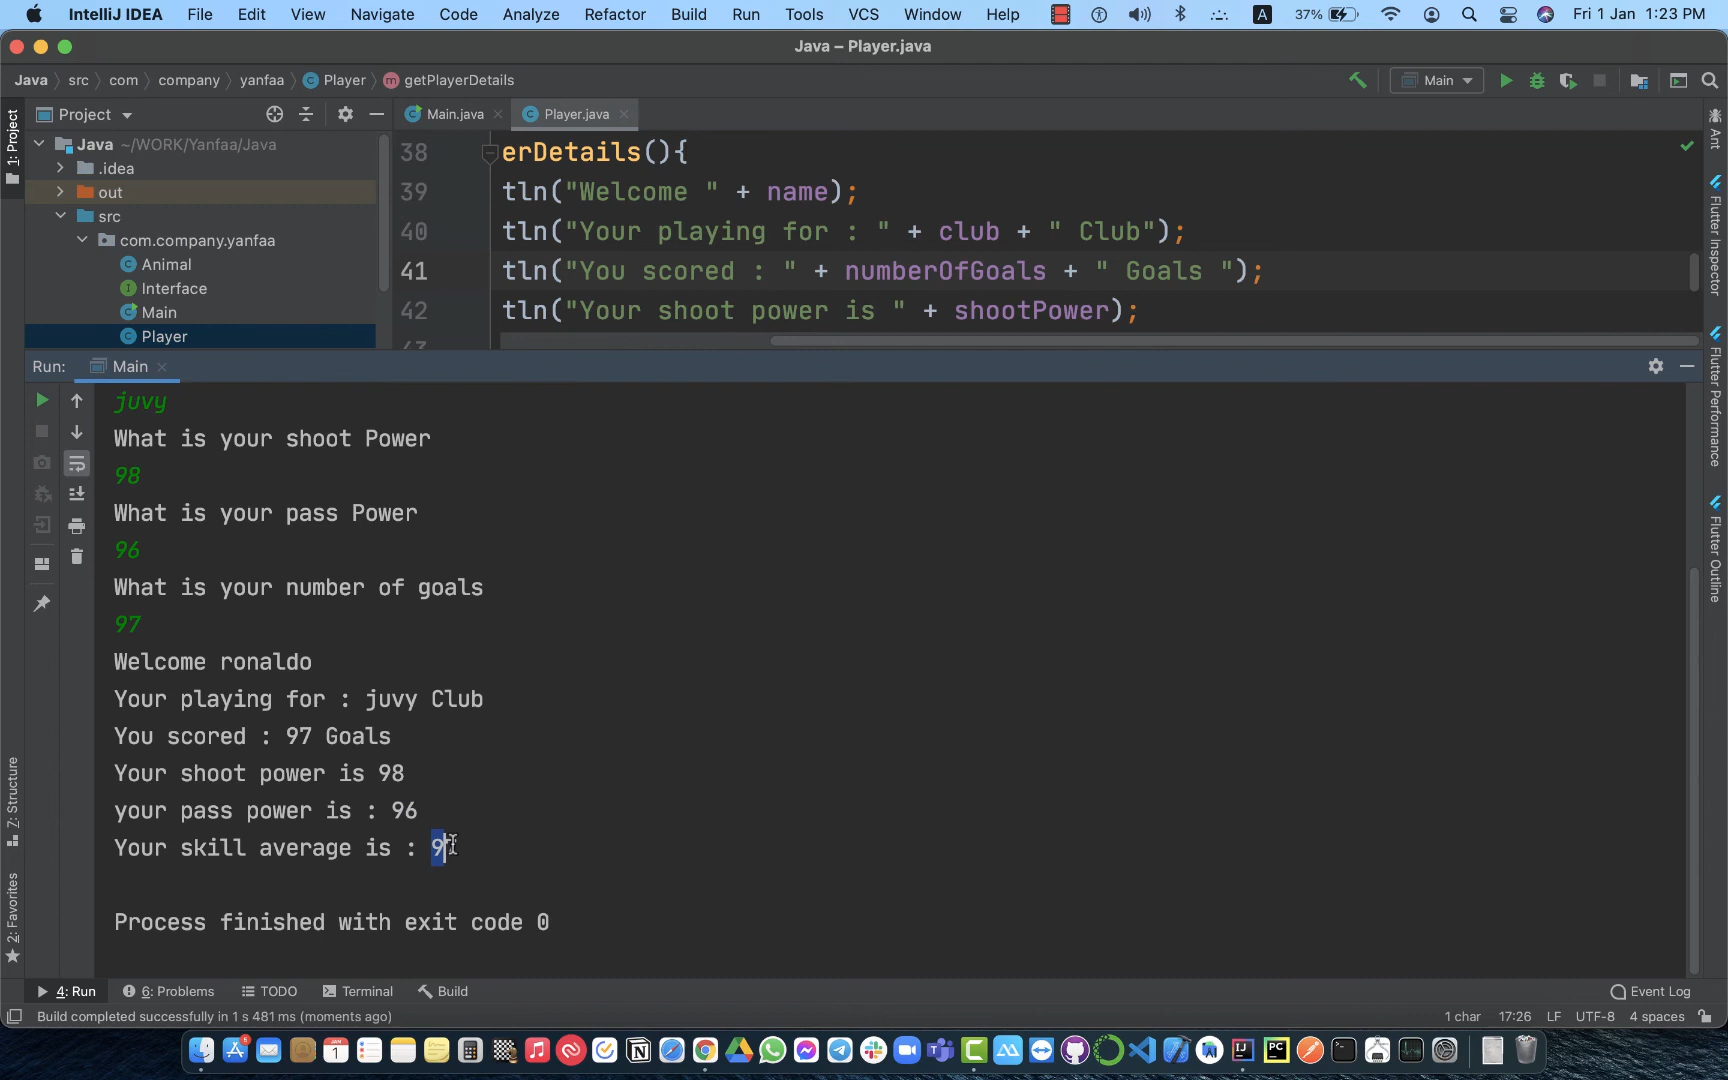 IntelliJ IDEA File Edit View Navigate Code Analyze Refactor Build Run Tools VCS Window Help A 37% Fri 1 Jan 1:23 PM
Java – Player.java
Java src com company yanfaa Player getPlayerDetails Main
Project Main.java Player.java
1: Project
Java ~/WORK/Yanfaa/Java
.idea
out
src
com.company.yanfaa
Animal
Interface
Main
Player
38 erDetails(){
39 tln("Welcome " + name);
40 tln("Your playing for : " + club + " Club");
41 tln("You scored : " + numberOfGoals + " Goals ");
42 tln("Your shoot power is " + shootPower);
Ant
Flutter Inspector
Flutter Performance
Flutter Outline
Run: Main
juvy
What is your shoot Power
98
What is your pass Power
96
What is your number of goals
97
Welcome ronaldo
Your playing for : juvy Club
You scored : 97 Goals
Your shoot power is 98
your pass power is : 96
Your skill average is : 97
Process finished with exit code 0
Z: Structure
2: Favorites
4: Run 6: Problems TODO Terminal Build Event Log
Build completed successfully in 1 s 481 ms (moments ago) 1 char 17:26 LF UTF-8 4 spaces